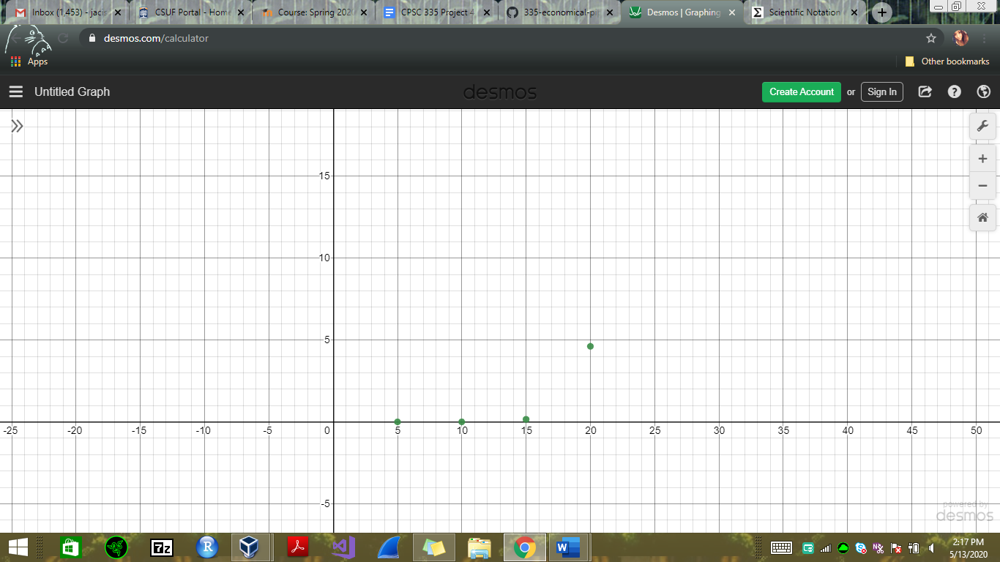 Inbox (1,453) - jacis
CSUF Portal - Home
Course: Spring 202
CPSC 335 Project 4
335-economical-pr
Desmos | Graphing
Scientific Notation
desmos.com/calculator
Apps
Other bookmarks
Untitled Graph
desmos
Create Account
or
Sign In
15
10
5
-25
-20
-15
-10
-5
0
5
10
15
20
25
30
35
40
45
50
-5
powered by
desmos
7z
R
W
2:17 PM
5/13/2020